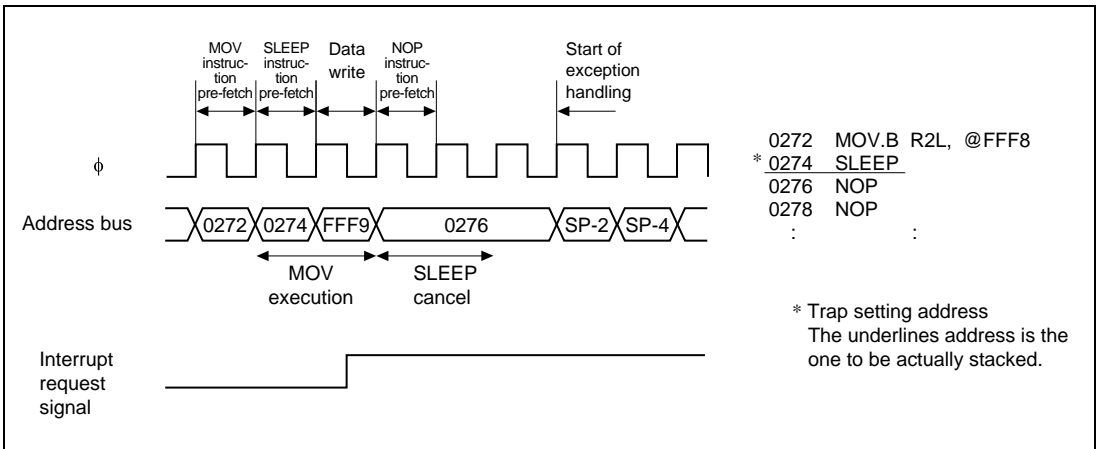 MOV
instruc-
tion
pre-fetch
SLEEP
instruc-
tion
pre-fetch
Data
write
NOP
instruc-
tion
pre-fetch
Start of
exception
handling
φ
Address bus
0272 0274 FFF9 0276 SP-2 SP-4
MOV
execution
SLEEP
cancel
Interrupt
request
signal
0272 MOV.B R2L, @FFF8
* 0274 SLEEP
0276 NOP
0278 NOP
: :
* Trap setting address
The underlines address is the
one to be actually stacked.